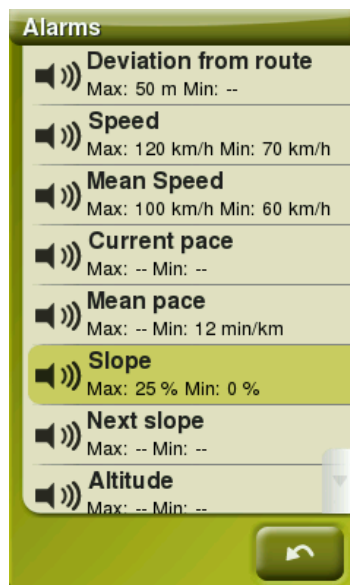 Alarms
Deviation from route
Max: 50 m Min: --
Speed
Max: 120 km/h Min: 70 km/h
Mean Speed
Max: 100 km/h Min: 60 km/h
Current pace
Max: -- Min: --
Mean pace
Max: -- Min: 12 min/km
Slope
Max: 25 % Min: 0 %
Next slope
Max: -- Min: --
Altitude
Max: -- Min: --